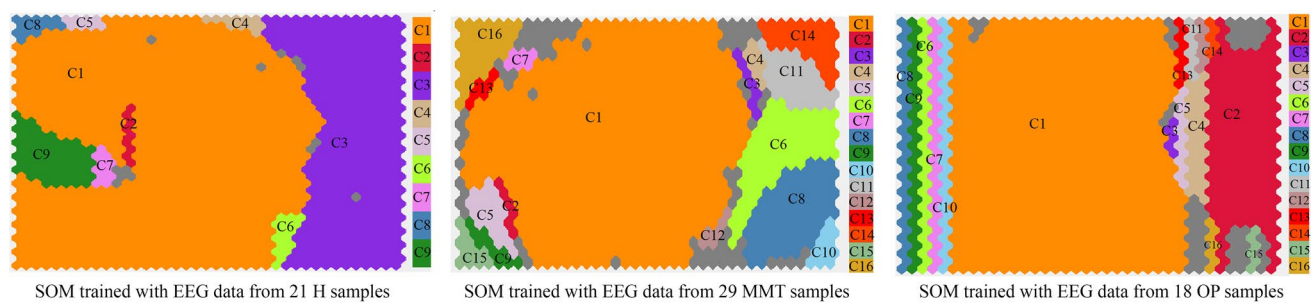 C8
C5
C4
C1
C2
C3
C9
C7
C6
C1
C2
C3
C4
C5
C6
C7
C8
C9
SOM trained with EEG data from 21 H samples
C16
C14
C7
C4
C11
C3
C13
C1
C6
C5
C2
C8
C12
C15
C9
C10
C1
C2
C3
C4
C5
C6
C7
C8
C9
C10
C11
C12
C13
C14
C15
C16
SOM trained with EEG data from 29 MMT samples
C11
C6
C14
C8
C13
C9
C5
C1
C3
C4
C2
C7
C10
C16
C15
C1
C2
C3
C4
C5
C6
C7
C8
C9
C10
C11
C12
C13
C14
C15
C16
SOM trained with EEG data from 18 OP samples